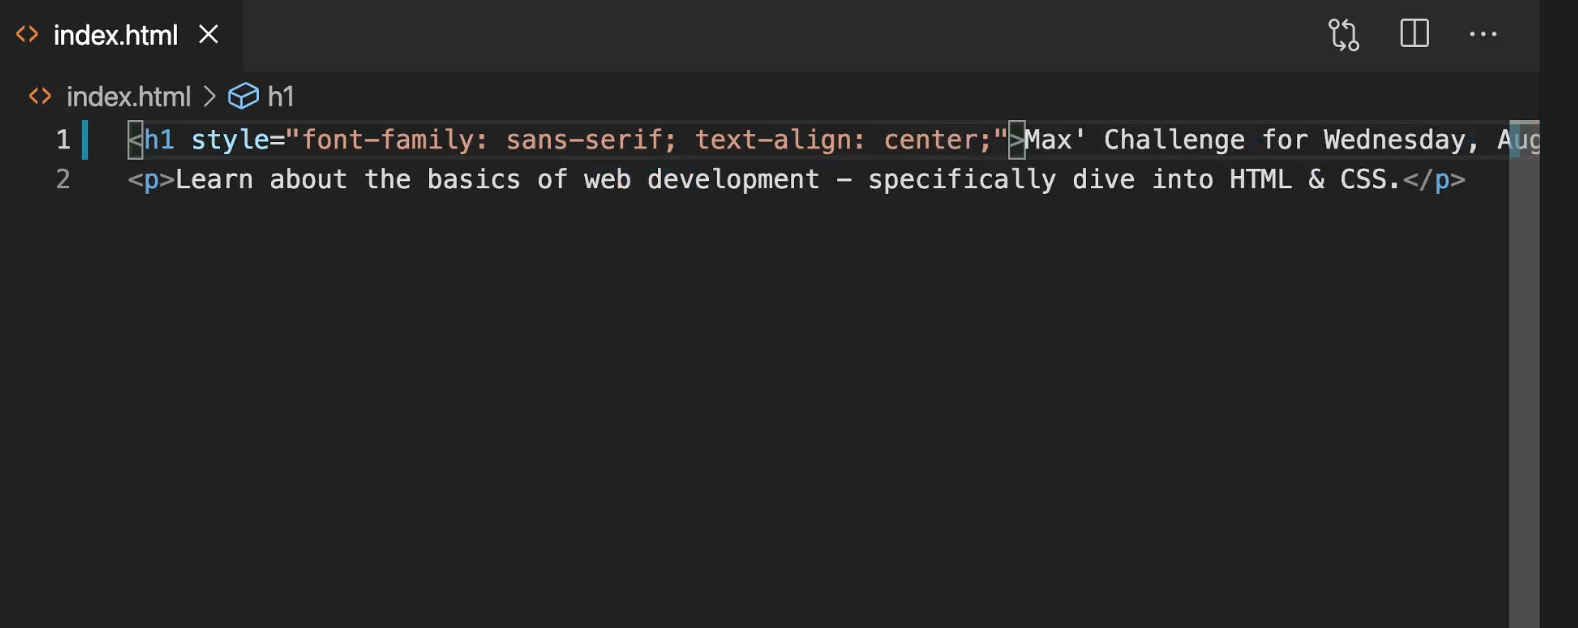 index.html
index.html > h1
1 <h1 style="font-family: sans-serif; text-align: center;">Max' Challenge for Wednesday, Aug
2 <p>Learn about the basics of web development – specifically dive into HTML & CSS.</p>